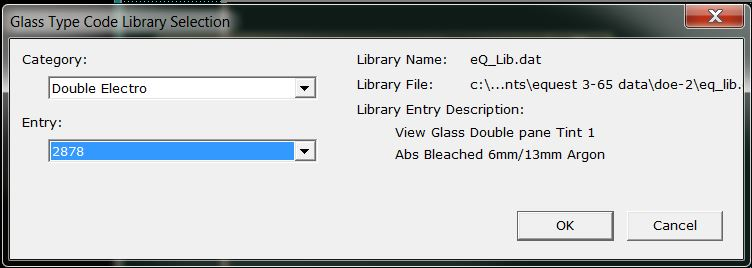 Glass Type Code Library Selection
Category:
Double Electro
Entry:
2878
Library Name: eQ_Lib.dat
Library File: c:\...nts\equest 3-65 data\doe-2\eq_lib.
Library Entry Description:
View Glass Double pane Tint 1
Abs Bleached 6mm/13mm Argon
OK
Cancel